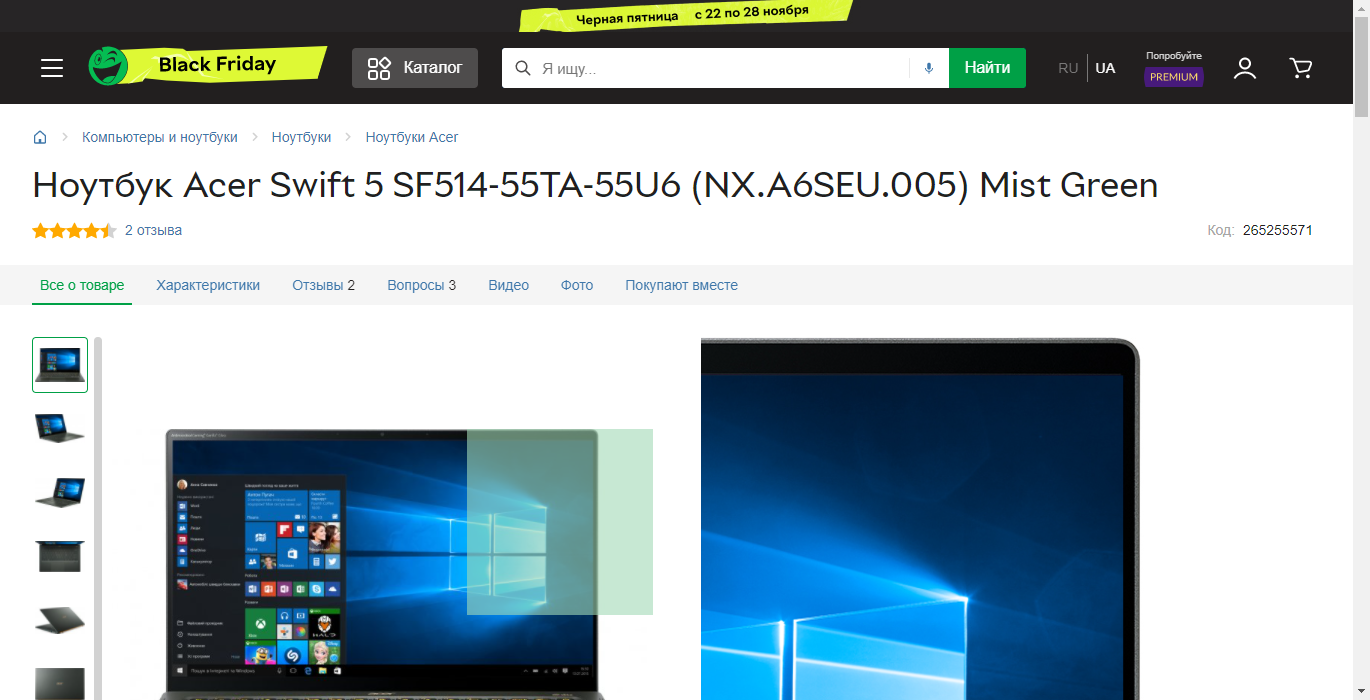 Черная пятница с 22 по 28 ноября
Black Friday
Каталог
Я ищу...
Найти
RU
UA
Попробуйте
PREMIUM
Компьютеры и ноутбуки
Ноутбуки
Ноутбуки Acer
Ноутбук Acer Swift 5 SF514-55TA-55U6 (NX.A6SEU.005) Mist Green
2 отзыва
Код: 265255571
Все о товаре
Характеристики
Отзывы 2
Вопросы 3
Видео
Фото
Покупают вместе